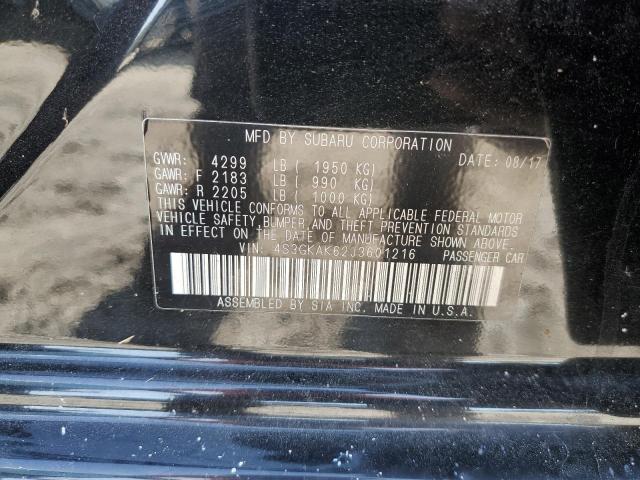 MFD BY SUBARU CORPORATION
GVWR: 4299 LB ( 1950 KG) DATE: 08/17
GAWR: F 2183 LB ( 990 KG)
GAWR: R 2205 LB ( 1000 KG)
THIS VEHICLE CONFORMS TO ALL APPLICABLE FEDERAL MOTOR
VEHICLE SAFETY, BUMPER, AND THEFT PREVENTION STANDARDS
IN EFFECT ON THE DATE OF MANUFACTURE SHOWN ABOVE.
VIN: 4S3GKAK62J3601216 PASSENGER CAR
ASSEMBLED BY SIA INC. MADE IN U.S.A.